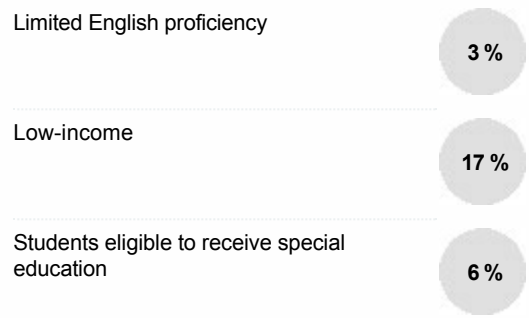 Limited English proficiency
3 %
Low-income
17 %
Students eligible to receive special
education
6 %